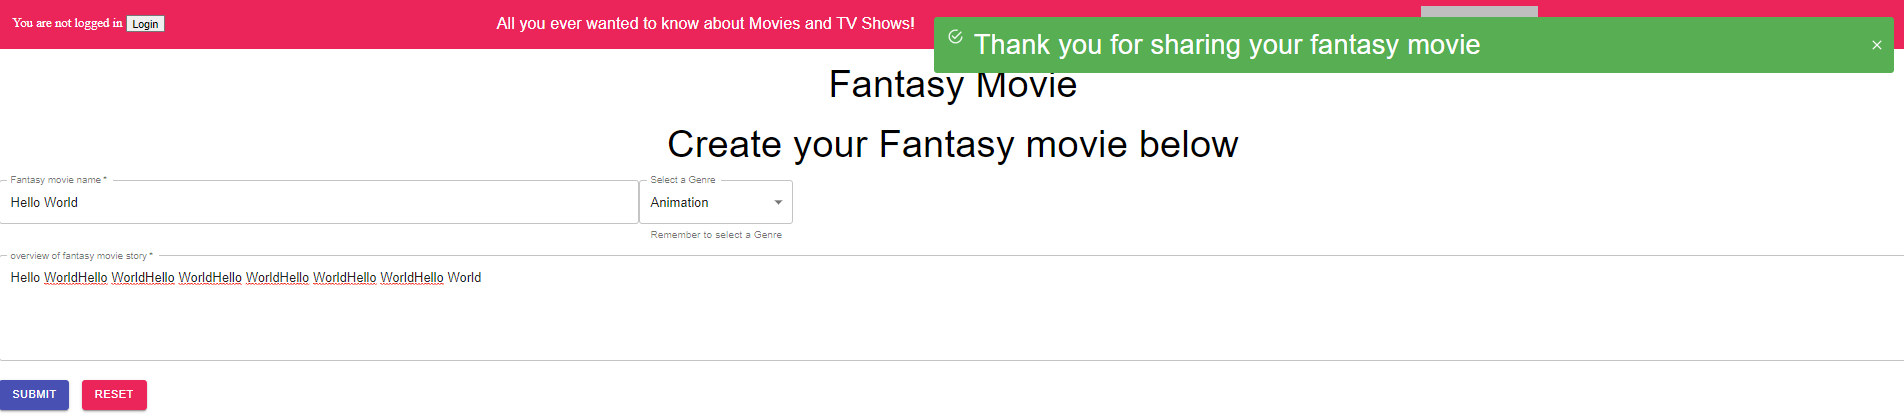 You are not logged in Login
All you ever wanted to know about Movies and TV Shows!
Thank you for sharing your fantasy movie
Fantasy Movie
Create your Fantasy movie below
Fantasy movie name *
Hello World
Select a Genre
Animation
Remember to select a Genre
overview of fantasy movie story *
Hello WorldHello WorldHello WorldHello WorldHello WorldHello WorldHello World
SUBMIT RESET